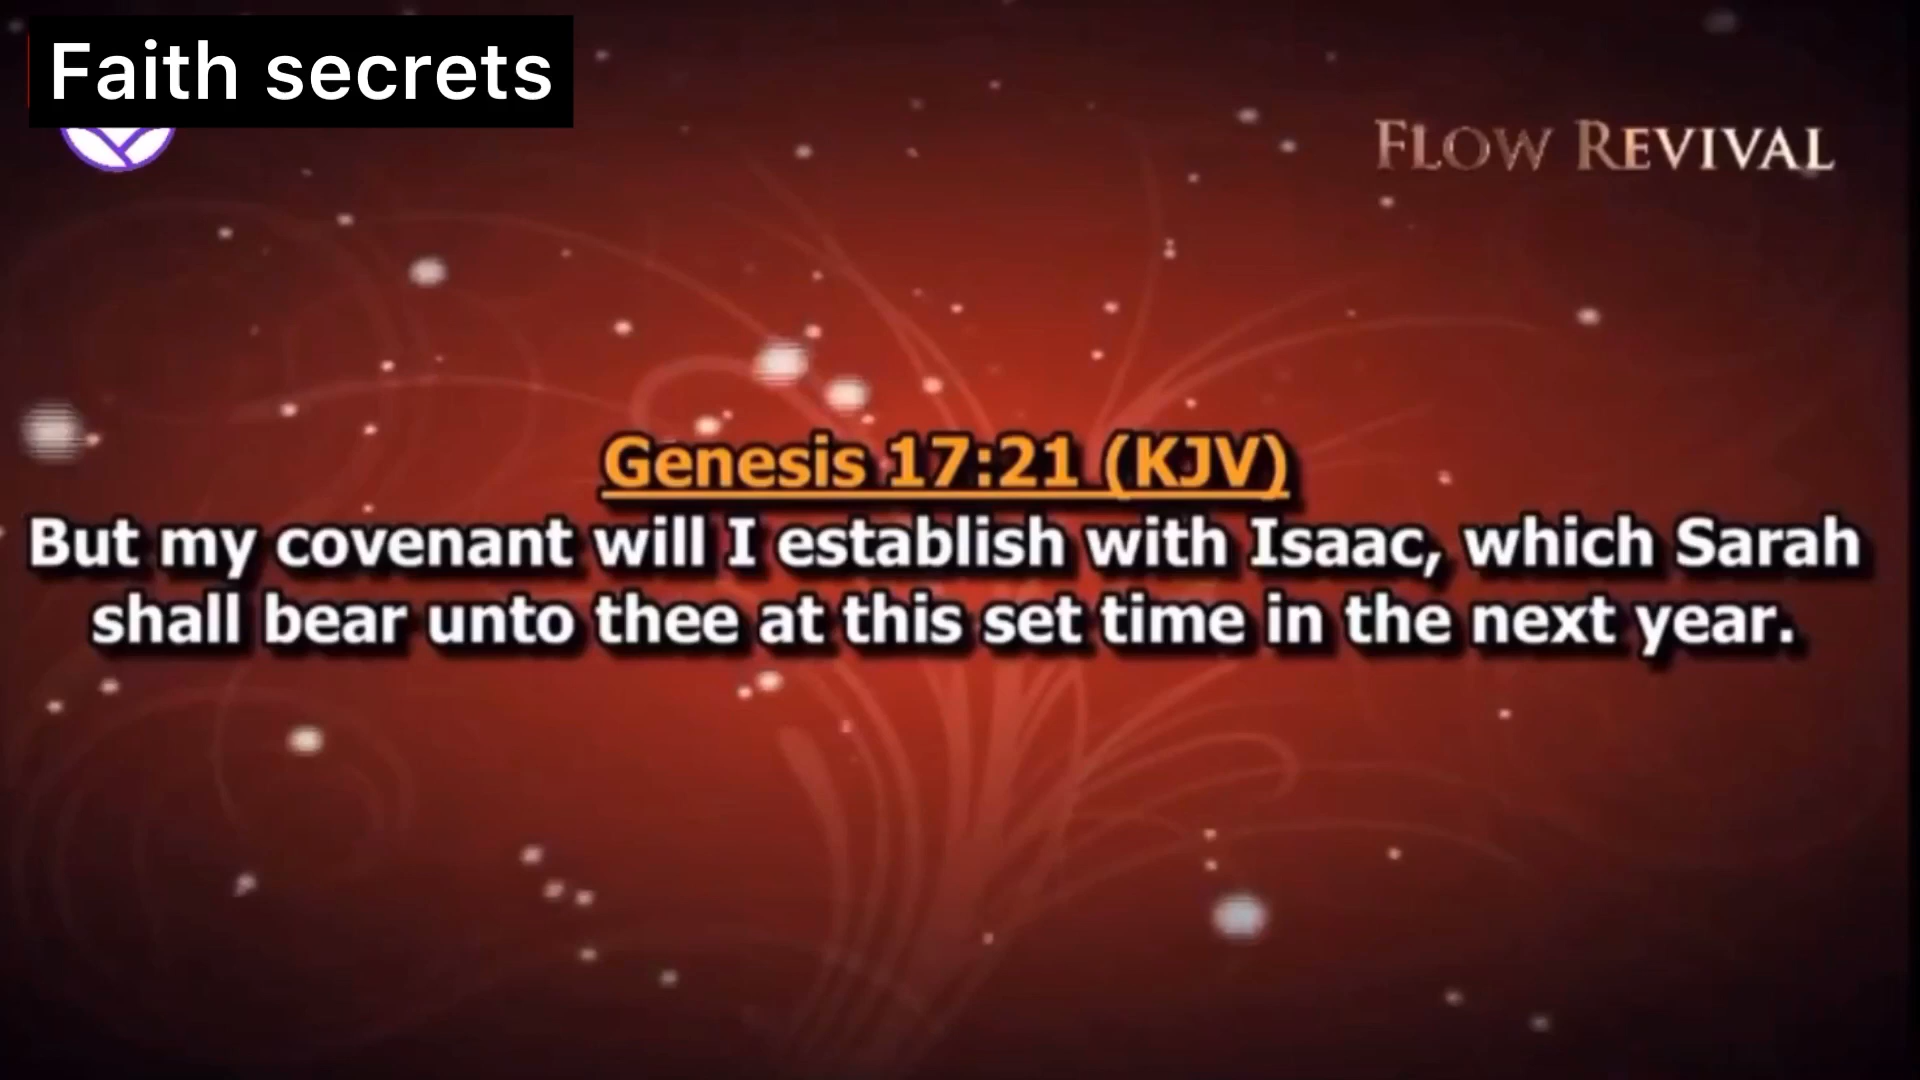 Faith secrets
FLOW REVIVAL
Genesis 17:21 (KJV)
But my covenant will I establish with Isaac, which Sarah
shall bear unto thee at this set time in the next year.